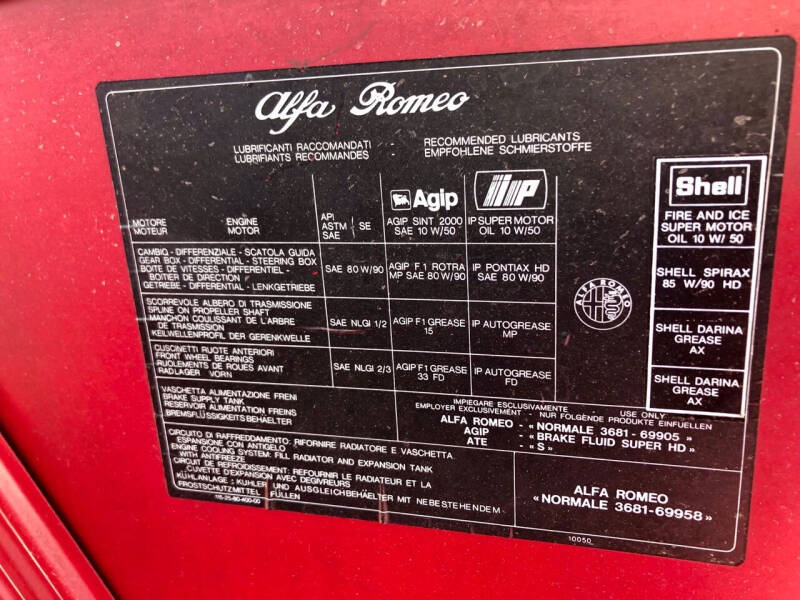 Alfa Romeo
LUBRIFICANTI RACCOMANDATI - RECOMMENDED LUBRICANTS
LUBRIFIANTS RECOMMANDES - EMPFOHLENE SCHMIERSTOFFE
MOTORE ENGINE
MOTEUR MOTOR
API
ASTM SE
SAE
Agip
AGIP SINT 2000
SAE 10 W/50
IP
IP SUPER MOTOR
OIL 10 W/50
Shell
FIRE AND ICE
SUPER MOTOR
OIL 10 W/50
CAMBIO - DIFFERENZIALE - SCATOLA GUIDA
GEAR BOX - DIFFERENTIAL - STEERING BOX
BOITE DE VITESSES - DIFFERENTIEL -
BOITIER DE DIRECTION
GETRIEBE - DIFFERENTIAL - LENKGETRIEBE
SAE 80 W/90
AGIP F 1 ROTRA
MP SAE 80 W/90
IP PONTIAX HD
SAE 80 W/90
SHELL SPIRAX
85 W/90 HD
SCORREVOLE ALBERO DI TRASMISSIONE
SPLINE ON PROPELLER SHAFT
MANCHON COULISSANT DE L'ARBRE
DE TRASMISSION
KEILWELLENPROFIL DER GERENKWELLE
SAE NLGI 1/2
AGIP F1 GREASE
15
IP AUTOGREASE
MP
ALFA ROMEO
SHELL DARINA
GREASE
AX
CUSCINETTI RUOTE ANTERIORI
FRONT WHEEL BEARINGS
RUOLEMENTS DE ROUES AVANT
RADLAGER VORN
SAE NLGI 2/3
AGIP F1 GREASE
33 FD
IP AUTOGREASE
FD
SHELL DARINA
GREASE
AX
VASCHETTA ALIMENTAZIONE FRENI
BRAKE SUPPLY TANK
RESERVOIR ALIMENTATION FREINS
BREMSFLÜSSIGKEITS BEHAELTER
IMPIEGARE ESCLUSIVAMENTE USE ONLY
EMPLOYER EXCLUSIVEMENT - NUR FOLGENDE PRODUKTE EINFUELLEN
ALFA ROMEO - «NORMALE 3681-69905»
AGIP - «BRAKE FLUID SUPER HD»
ATE - «S»
CIRCUITO DI RAFFREDDAMENTO: RIFORNIRE RADIATORE E VASCHETTA
ESPANSIONE CON ANTIGELO
ENGINE COOLING SYSTEM: FILL RADIATOR AND EXPANSION TANK
WITH ANTIFREEZE
CIRCUIT DE REFROIDISSEMENT: REFOURNER LE RADIATEUR ET LA
CUVETTE D'EXPANSION AVEC DEGIVREURS
KÜHLANLAGE: KUHLER UND AUSGLEICHBEHÄELTER MIT NEBESTEHENDEM
FROSTSCHUTZMITTEL FÜLLEN
ALFA ROMEO
«NORMALE 3681-69958»
10050